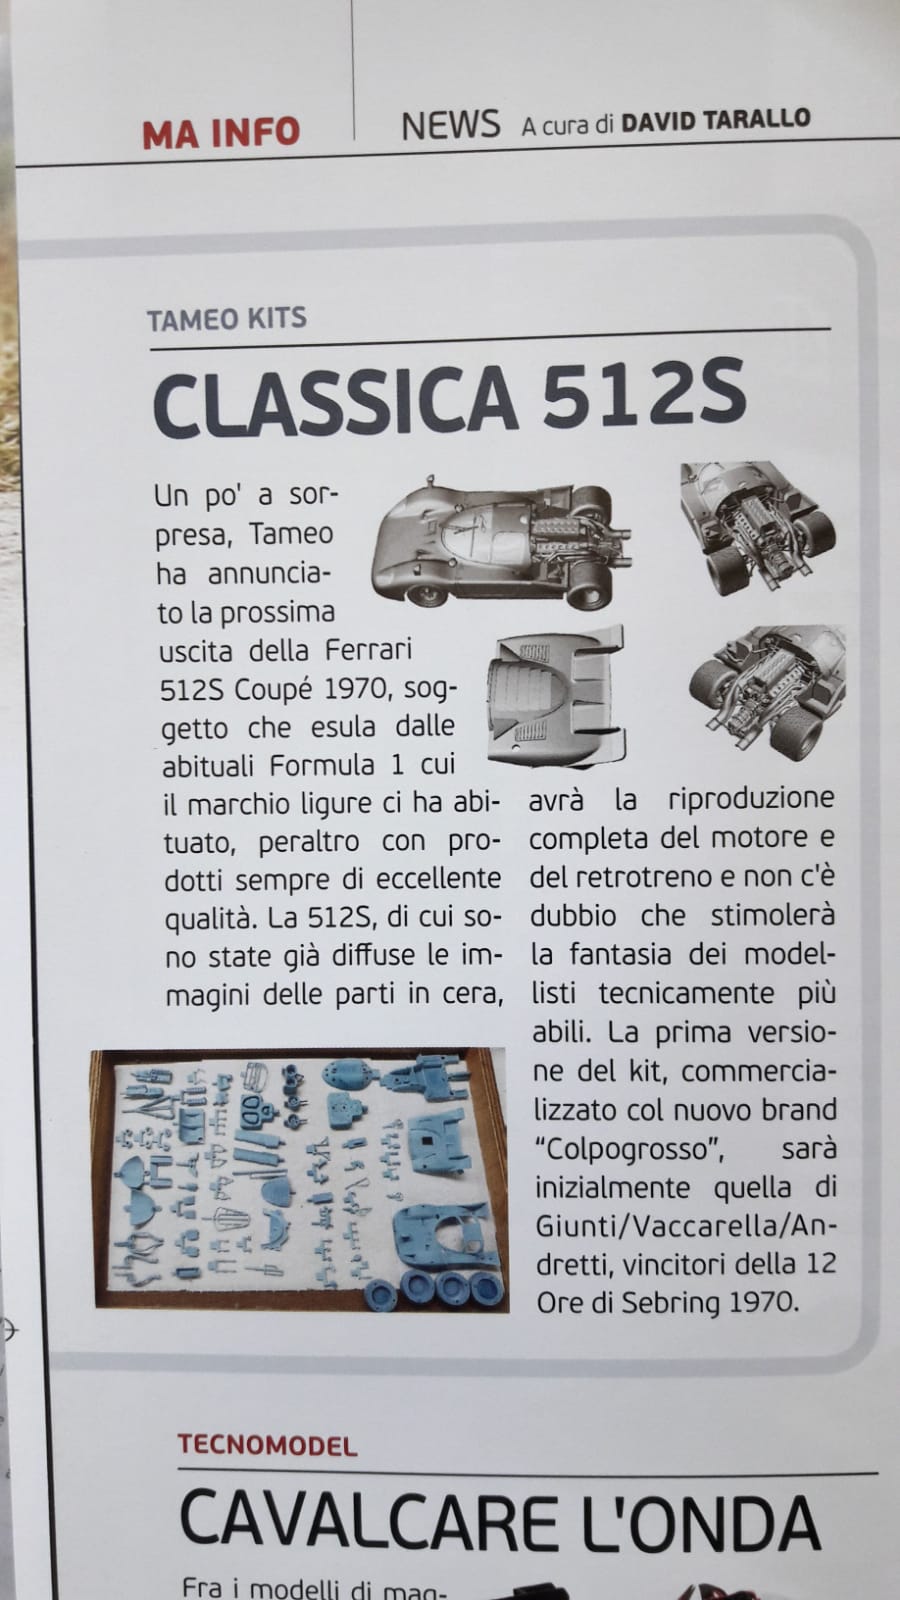 MA INFO
NEWS A cura di DAVID TARALLO
TAMEO KITS
CLASSICA 512S
Un po' a sor-
presa, Tameo
ha annuncia-
to la prossima
uscita della Ferrari
512S Coupé 1970, sog-
getto che esula dalle
abituali Formula 1 cui
il marchio ligure ci ha abi-
tuato, peraltro con pro-
dotti sempre di eccellente
qualità. La 512S, di cui so-
no state già diffuse le im-
magini delle parti in cera,
avrà la riproduzione
completa del motore e
del retrotreno e non c'è
dubbio che stimolerà
la fantasia dei model-
listi tecnicamente più
abili. La prima versio-
ne del kit, commercia-
lizzato col nuovo brand
“Colpogrosso”, sarà
inizialmente quella di
Giunti/Vaccarella/An-
dretti, vincitori della 12
Ore di Sebring 1970.
TECNOMODEL
CAVALCARE L'ONDA
Fra i modelli di mag-